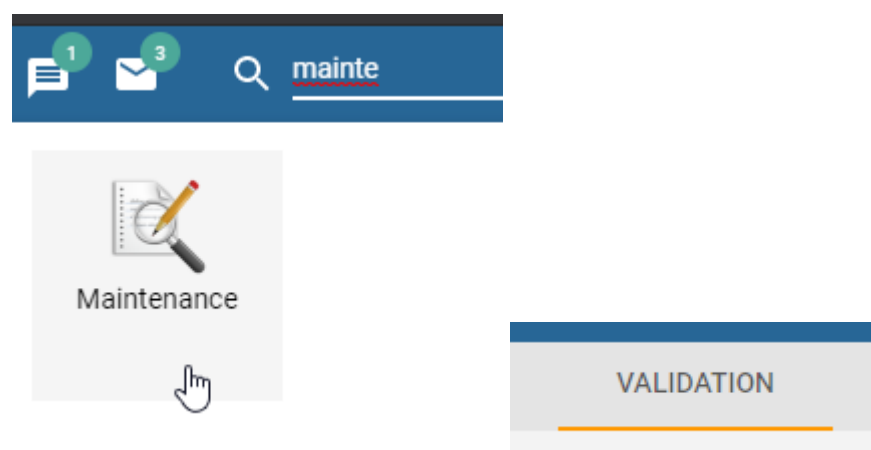 1
3
mainte
Maintenance
VALIDATION